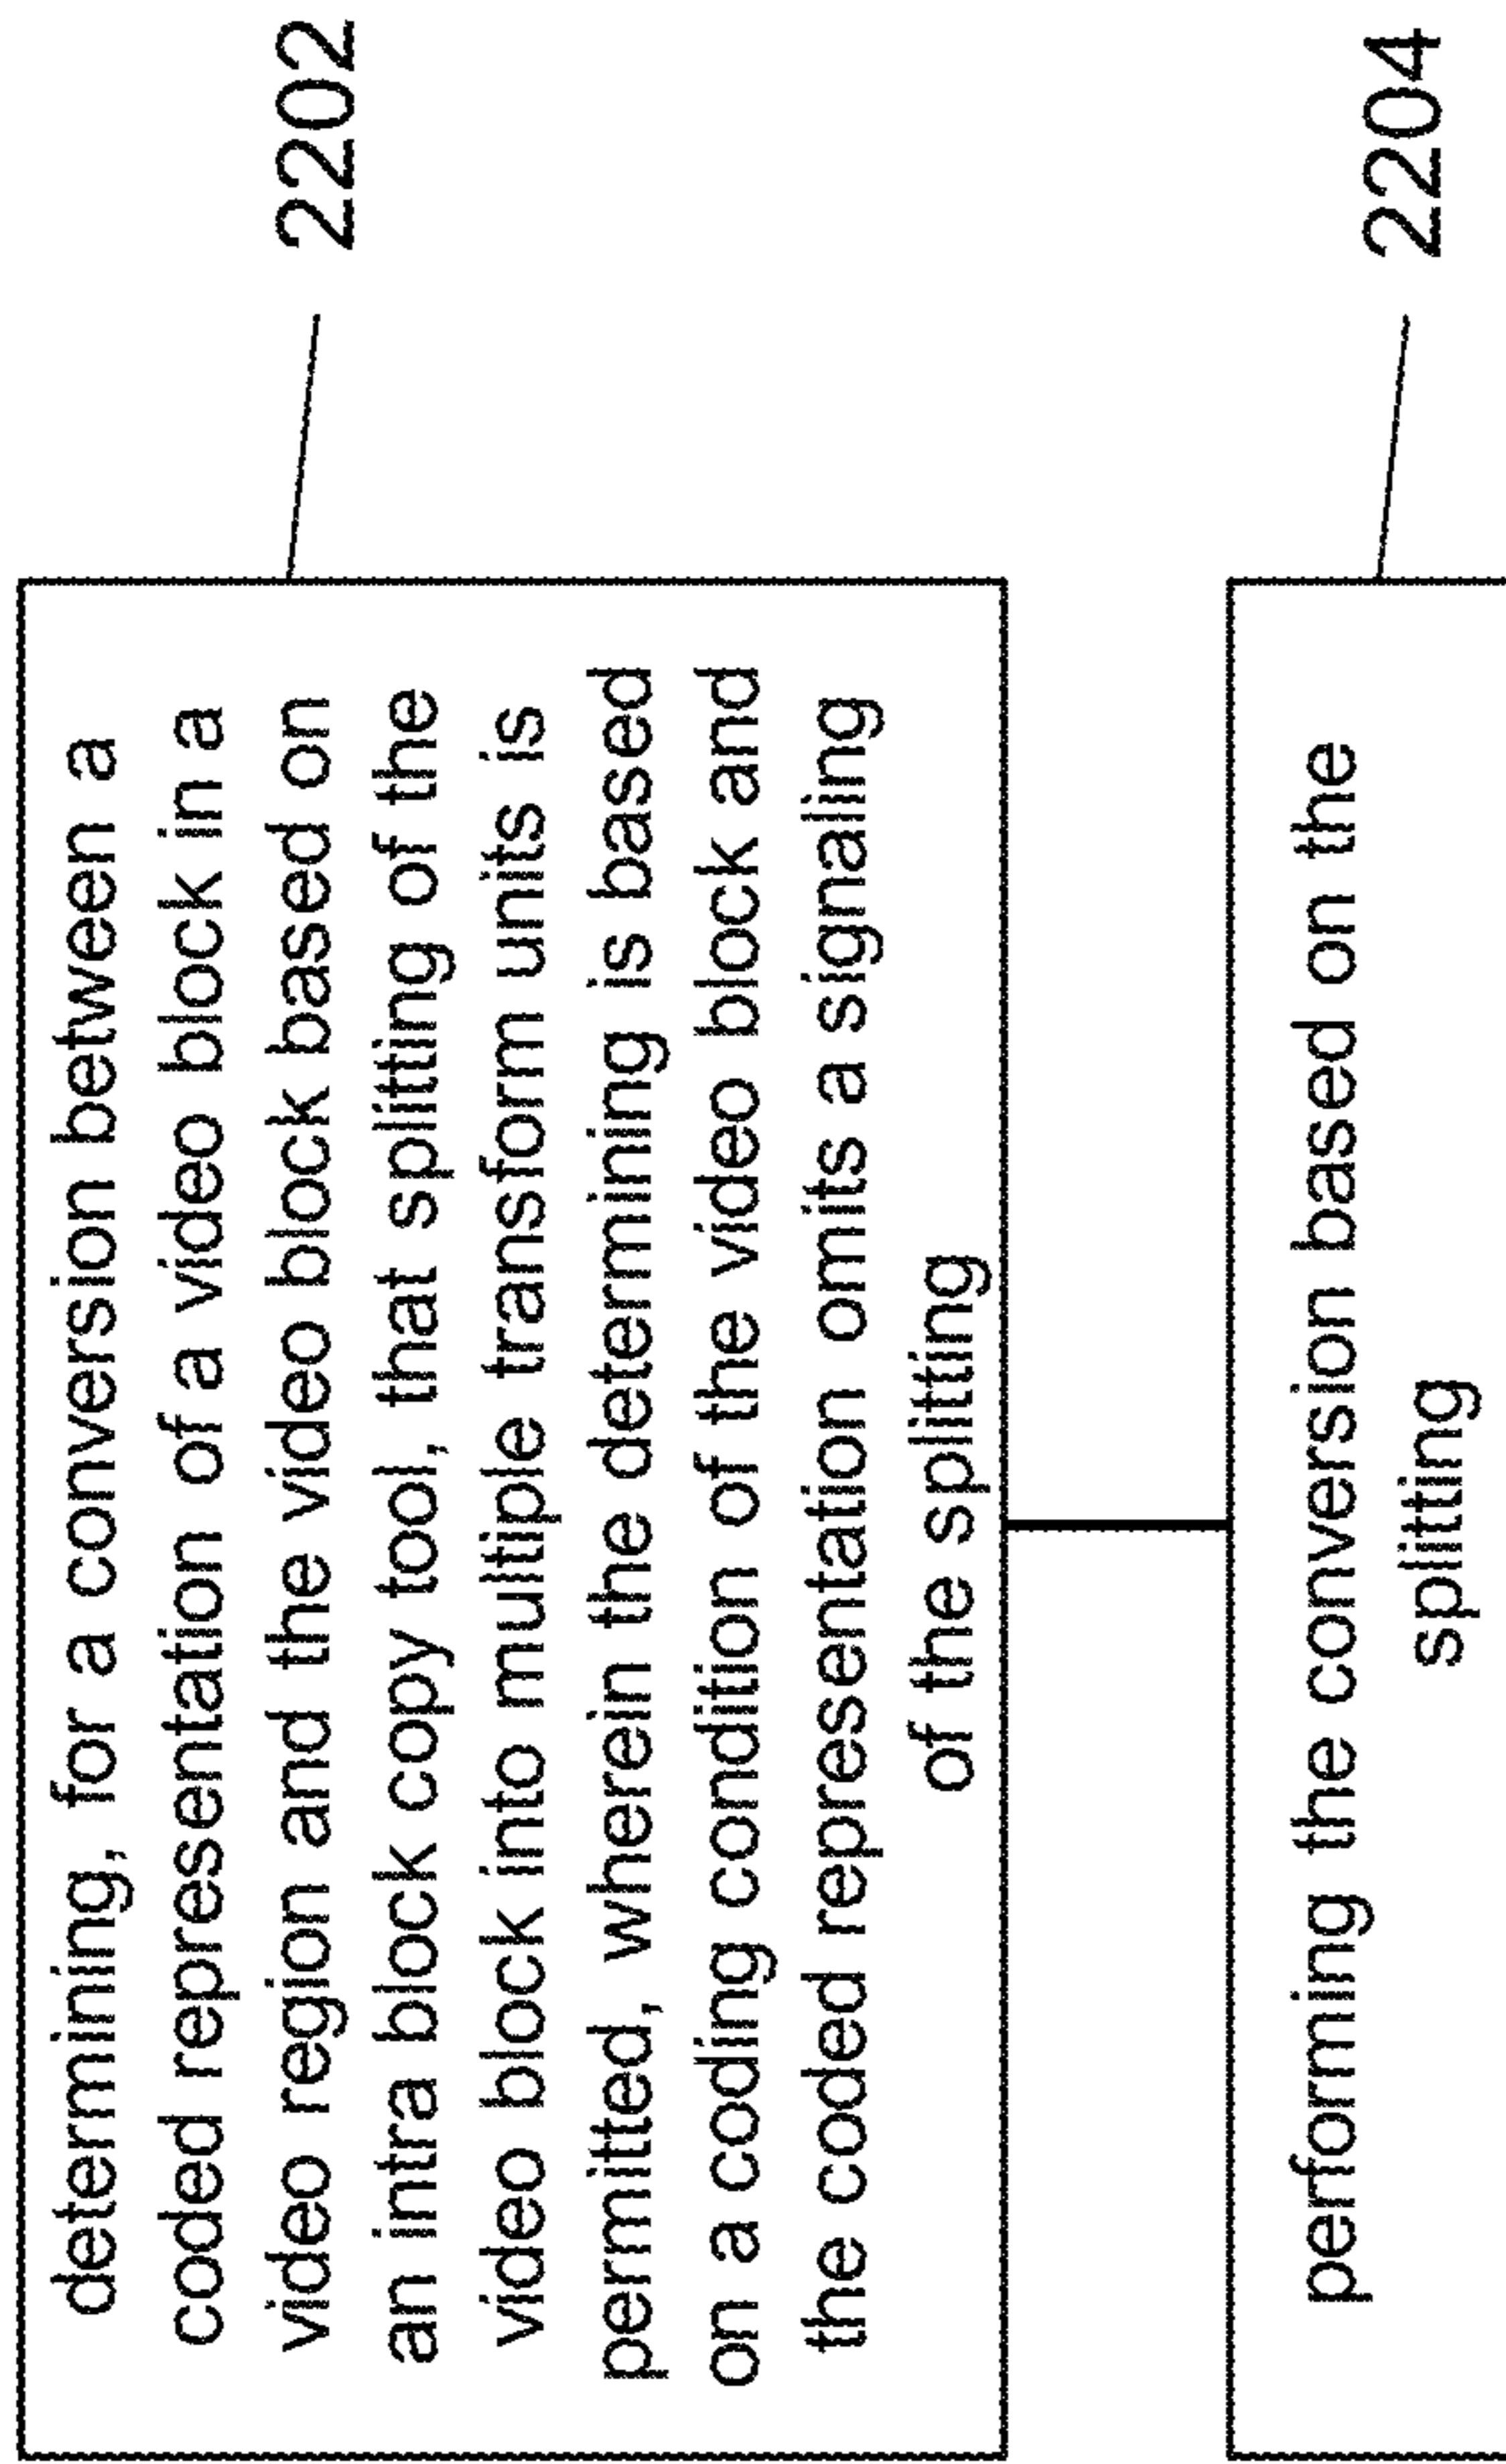 determining, for a conversion between a
coded representation of a video block in a
video region and the video block based on
an intra block copy tool, that splitting of the
video block into multiple transform units is
permitted, wherein the determining is based
on a coding condition of the video block and
the coded representation omits a signaling
of the splitting
2202
performing the conversion based on the
splitting
2204